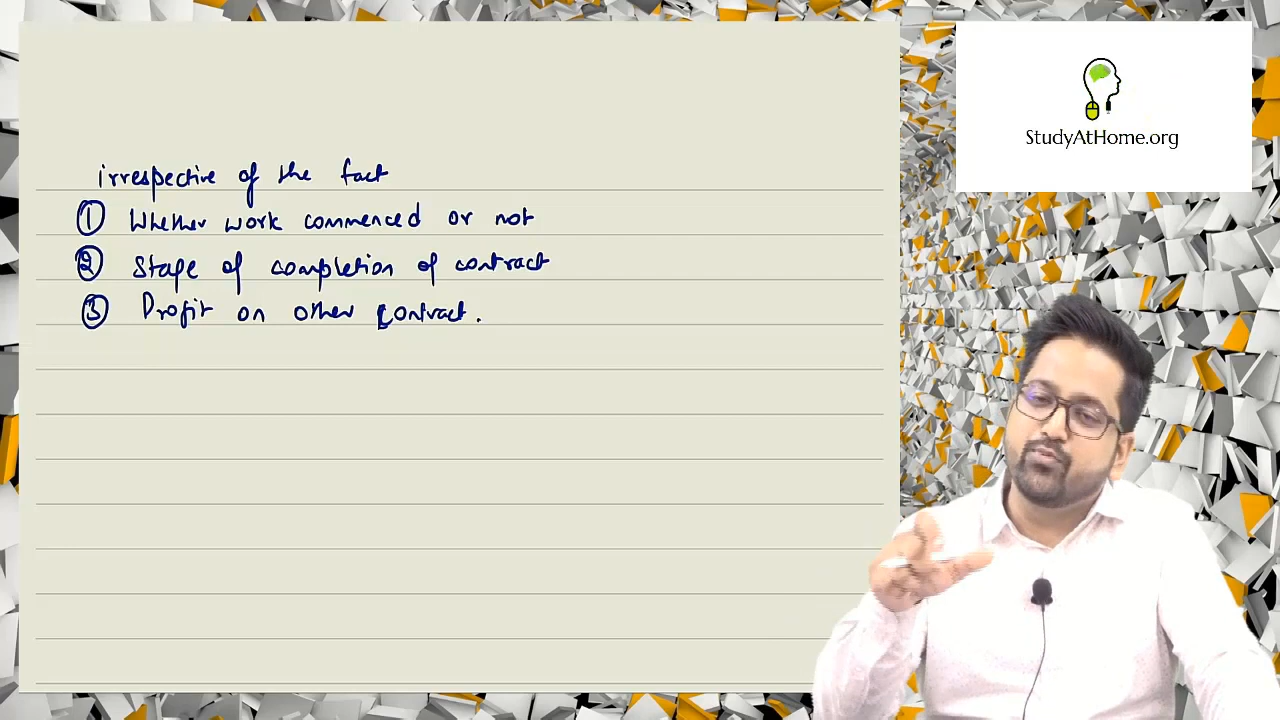 StudyAtHome.org
irrespective of the fact
① Whether work commenced or not
② Stage of completion of contract
③ Profit on other contract.